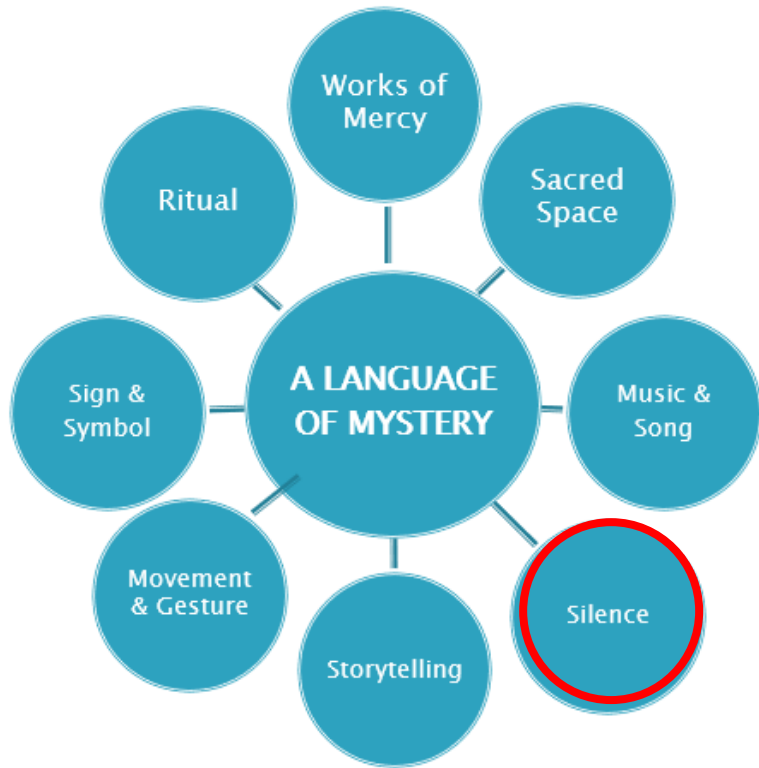 Works of
Mercy
Sacred
Space
Ritual
A LANGUAGE
OF MYSTERY
Sign &
Symbol
Music &
Song
Movement
& Gesture
Silence
Storytelling